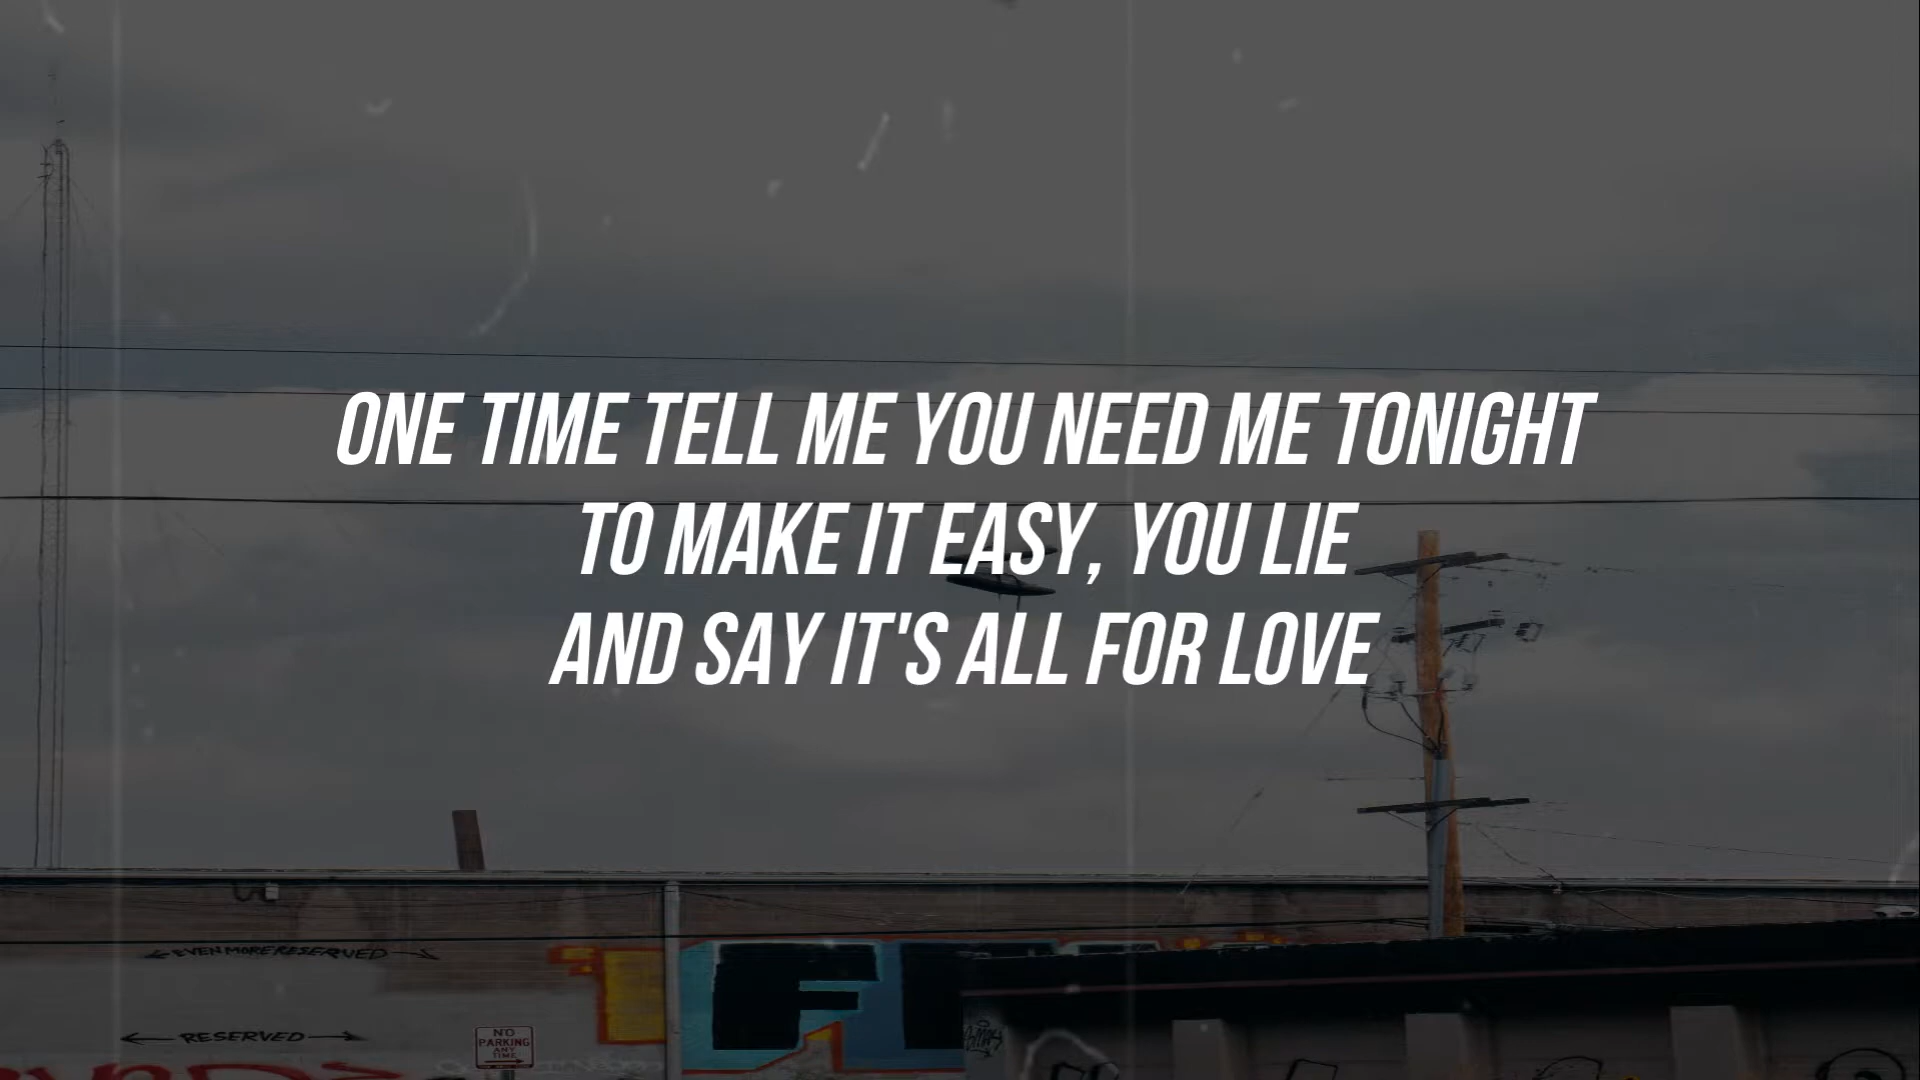 ONE TIME TELL ME YOU NEED ME TONIGHT
TO MAKE IT EASY, YOU LIE
AND SAY IT'S ALL FOR LOVE
EVEN MORE RESERVED
RESERVED
NO
PARKING
ANY
TIME